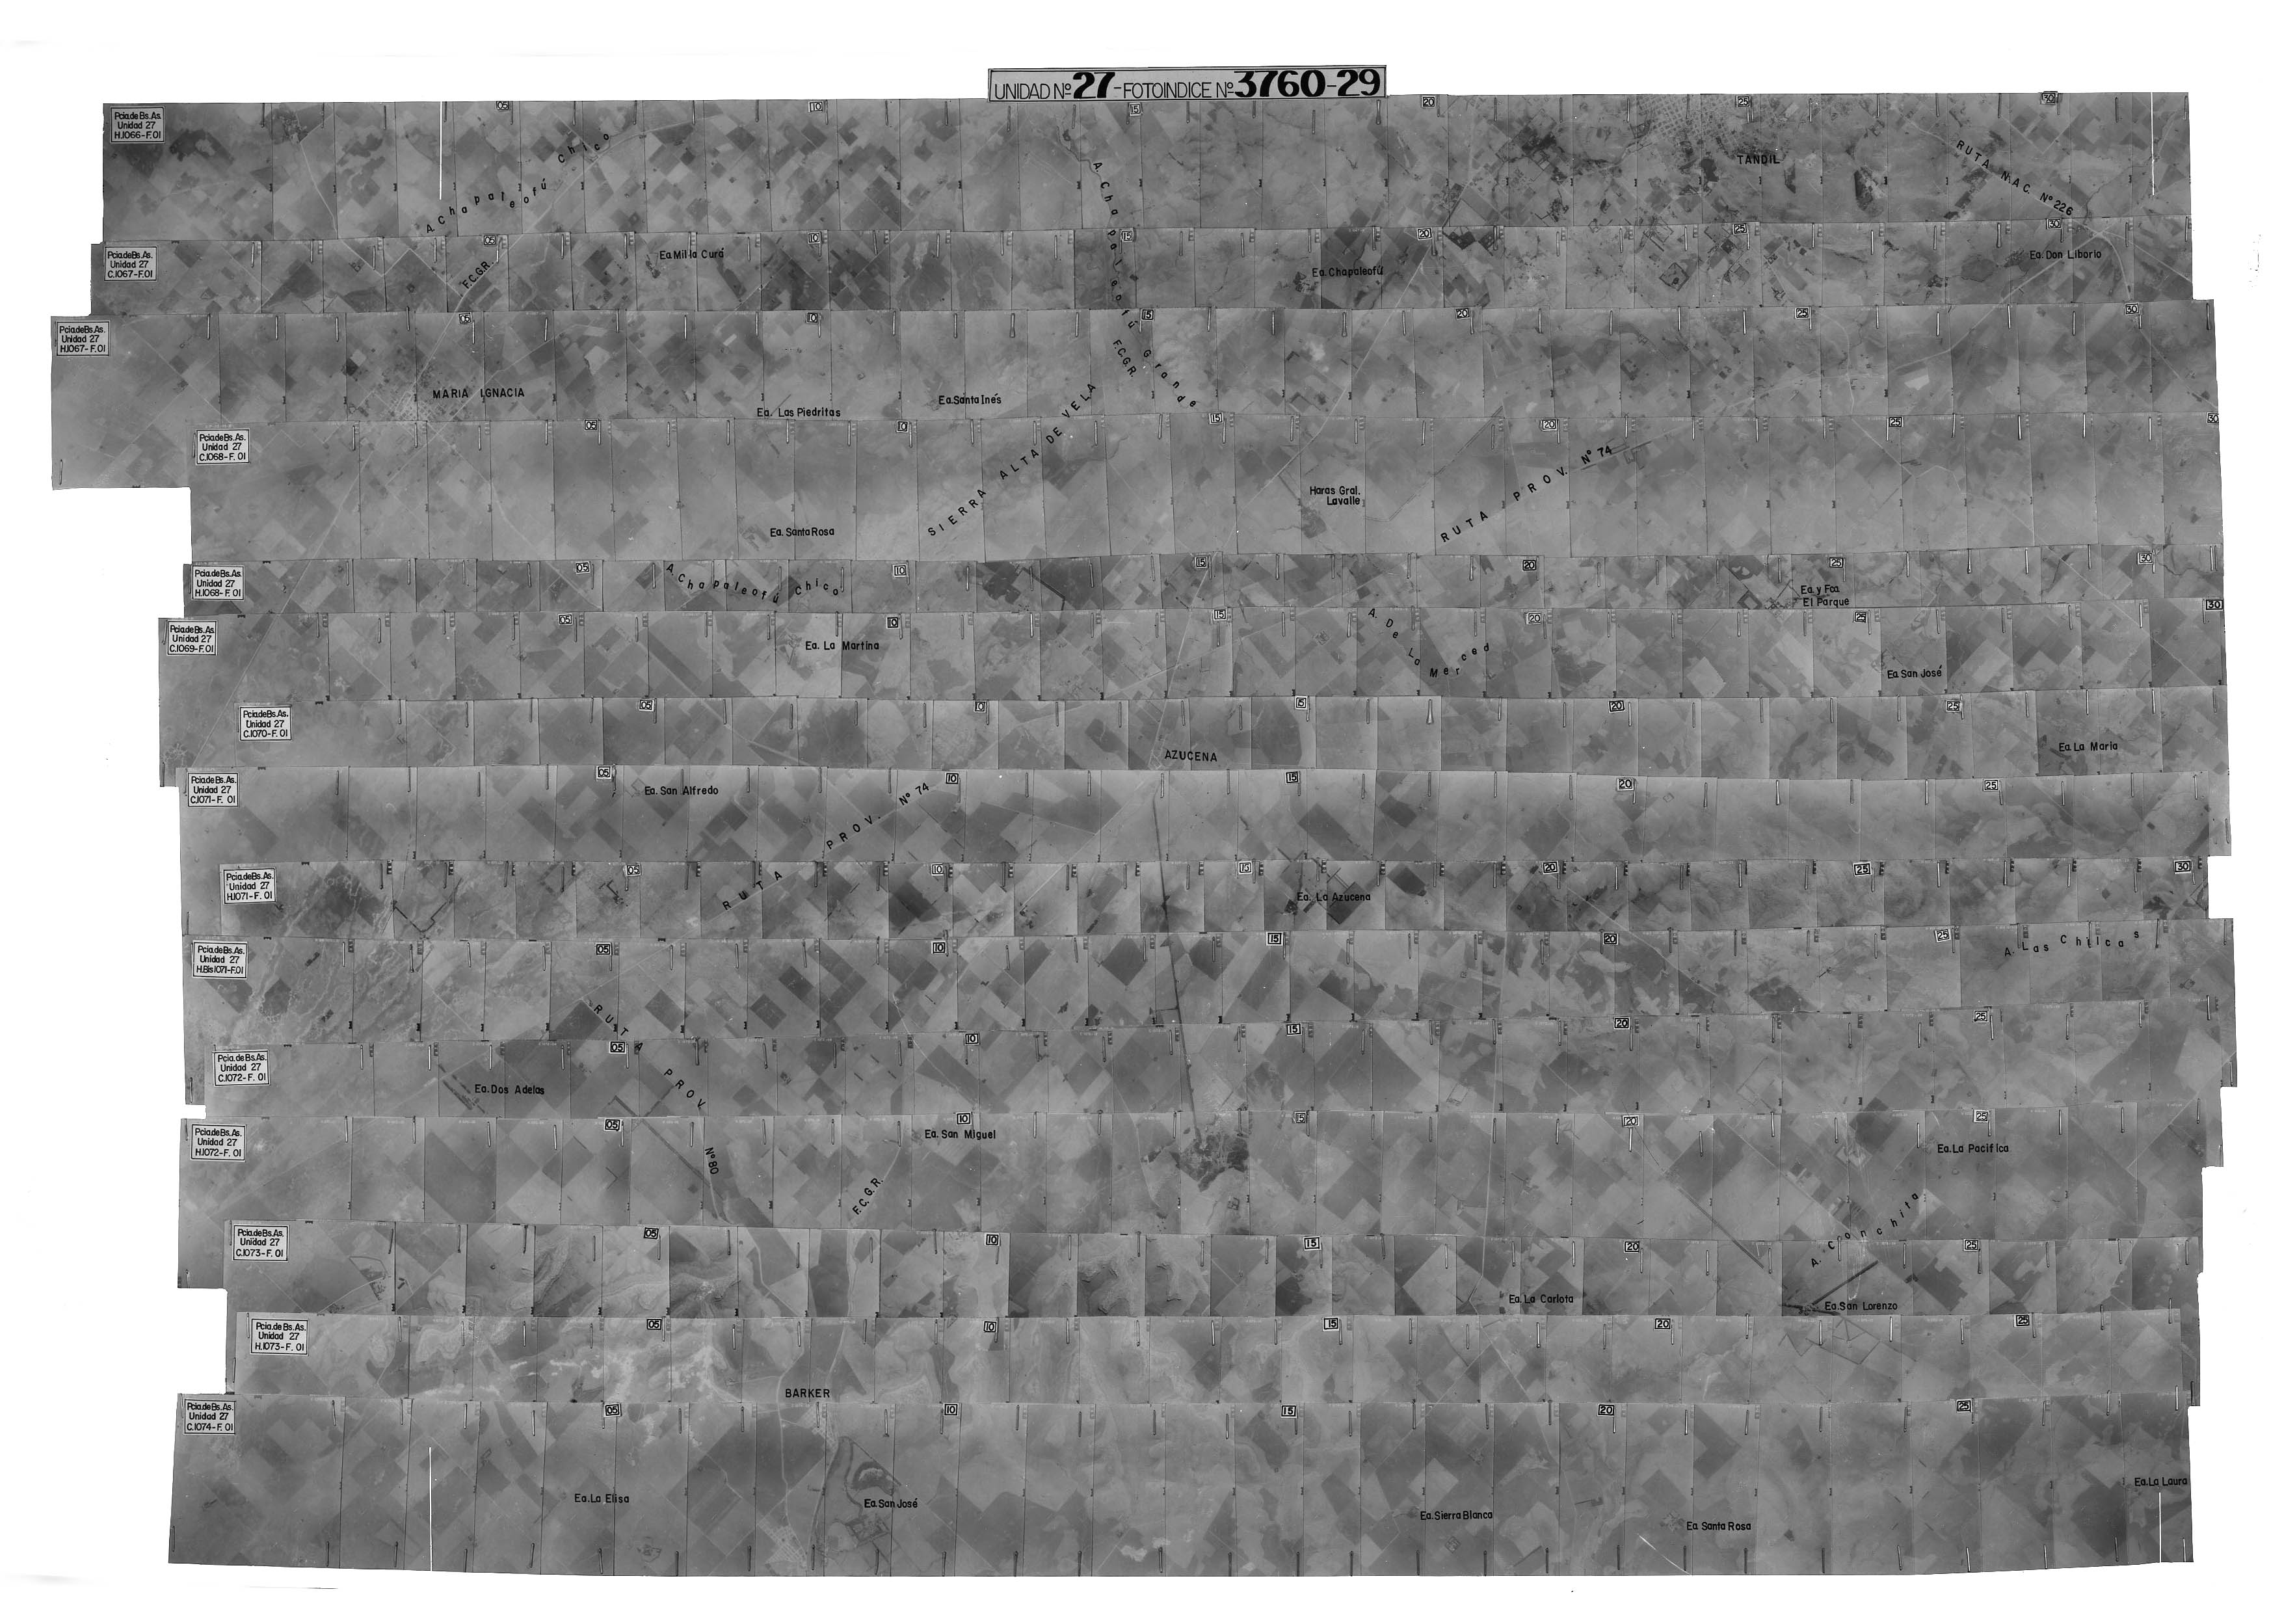 UNIDAD Nº 27-FOTOINDICE Nº 3760-29
Pcia.de Bs. As.
Unidad 27
H.1066-F.01
05
10
15
20
25
30
A. Chapaleofú Chico
A. Chapaleofú Grande
TANDIL
RUTA NAC. Nº 226
Pcia.de Bs. As.
Unidad 27
C.1067-F.01
05
10
15
20
25
30
F.C.G.R.
Ea Milla Curá
Ea. Chapaleofú
Ea. Don Liborio
Pcia.de Bs. As.
Unidad 27
H.1067-F.01
05
10
15
20
25
30
F.C.G.R.
MARIA IGNACIA
Ea. Las Piedritas
Ea.Santa Inés
SIERRA ALTA DE VELA
Pcia.de Bs. As.
Unidad 27
C.1068-F. 01
05
10
15
20
25
30
RUTA PROV. Nº 74
Haras Gral.
Lavalle
Ea. Santa Rosa
Pcia.de Bs. As.
Unidad 27
H.1068-F. 01
05
10
15
20
25
30
A. Chapaleofú Chico
Ea. y Fca
El Parque
Pcia.de Bs. As.
Unidad 27
C.1069-F. 01
05
10
15
20
25
30
A. De La Merced
Ea. La Martina
Ea San José
Pcia.de Bs. As.
Unidad 27
C.1070-F. 01
05
10
15
20
25
AZUCENA
Ea. La Maria
Pcia.de Bs. As.
Unidad 27
C.1071-F. 01
05
10
15
20
25
Ea. San Alfredo
RUTA PROV. Nº 74
Pcia.de Bs. As.
Unidad 27
H.1071-F. 01
05
10
15
20
25
30
Ea. La Azucena
Pcia.de Bs. As.
Unidad 27
H.Bis1071-F.01
05
10
15
20
25
A. Las Chilcas
RUTA PROV. Nº 80
Pcia.de Bs. As.
Unidad 27
C.1072-F. 01
05
10
15
20
25
Ea. Dos Adelas
Pcia.de Bs. As.
Unidad 27
H.1072-F. 01
05
10
15
20
25
Ea. San Miguel
Ea.La Pacifica
F.C.G.R.
A. Conchita
Pcia.de Bs. As.
Unidad 27
C.1073-F. 01
05
10
15
20
25
Ea. La Carlota
Ea.San Lorenzo
Pcia.de Bs. As.
Unidad 27
H.1073-F. 01
05
10
15
20
25
BARKER
Pcia.de Bs. As.
Unidad 27
C.1074-F. 01
05
10
15
20
25
Ea.La Laura
Ea. La Elisa
Ea.San José
Ea.Sierra Blanca
Ea Santa Rosa